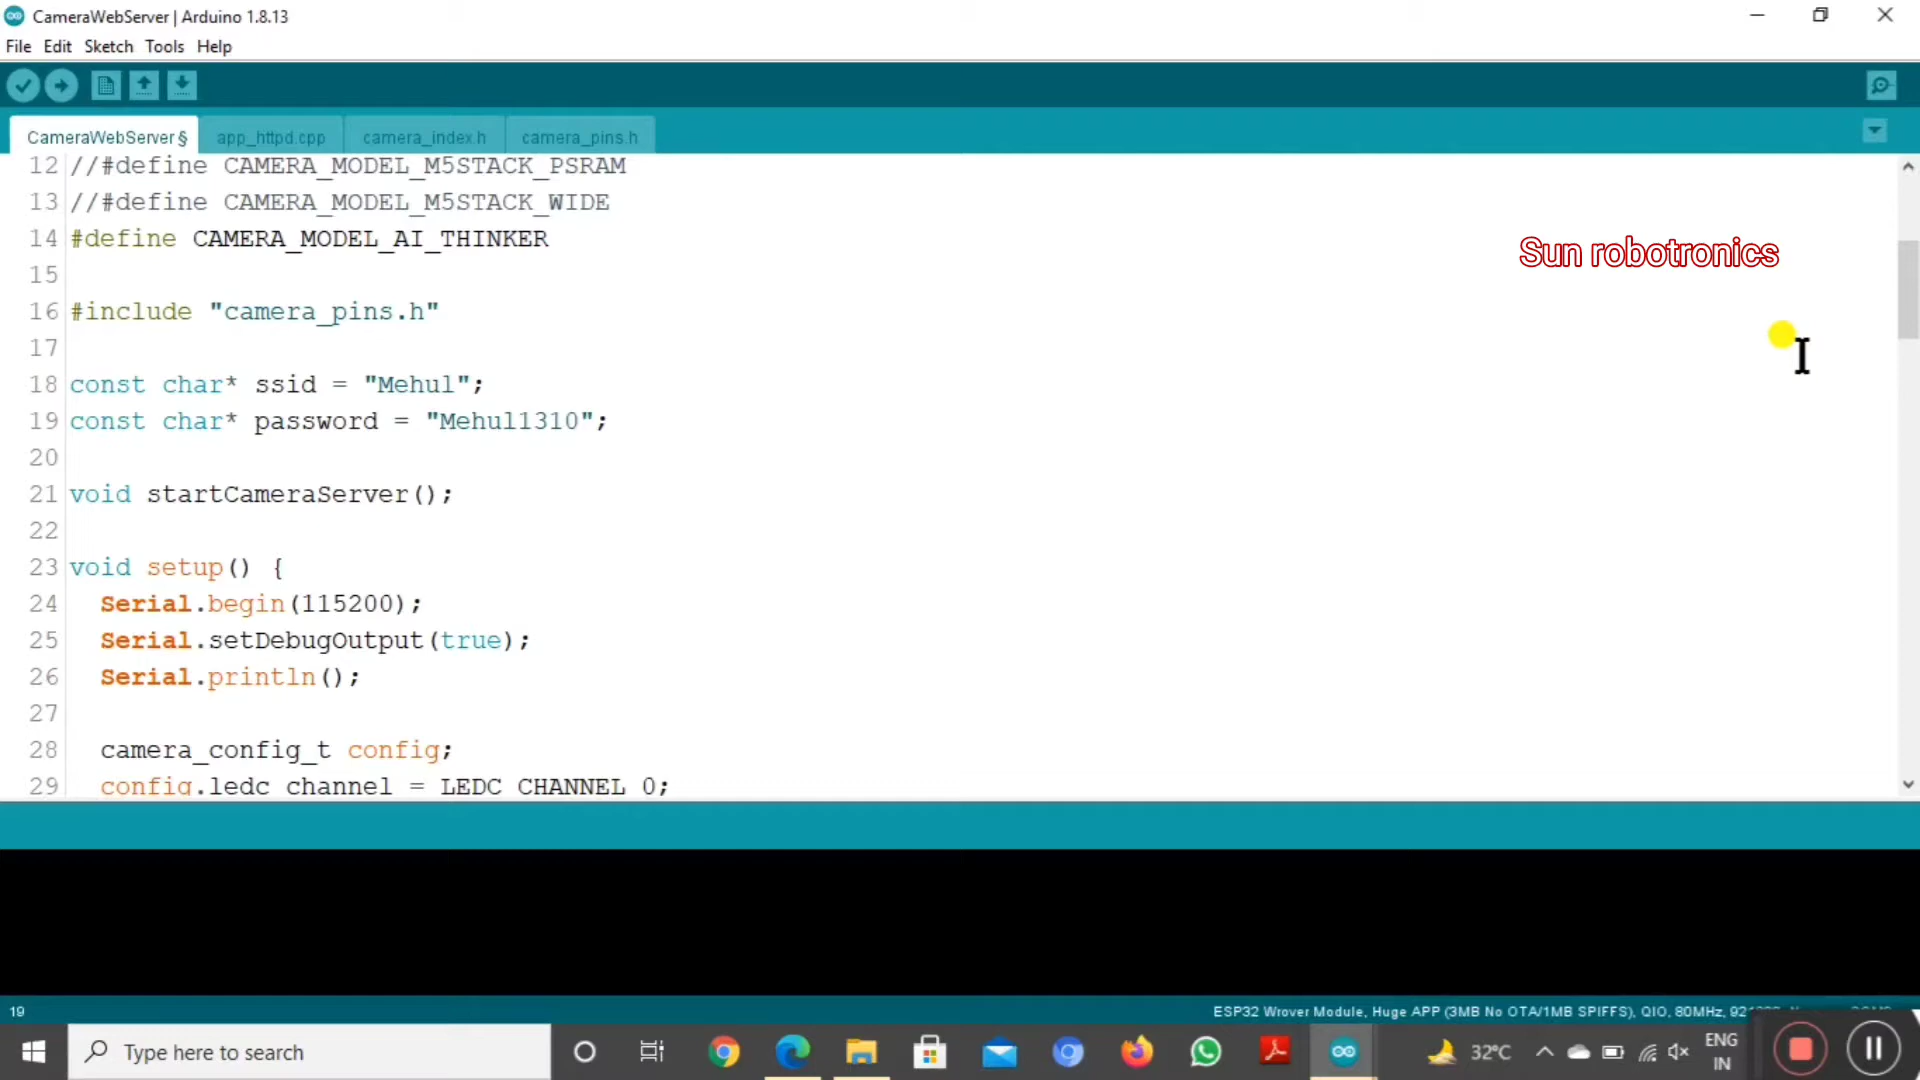 CameraWebServer | Arduino 1.8.13
File Edit Sketch Tools Help
CameraWebServer § app_httpd.cpp camera_index.h camera_pins.h
12 //#define CAMERA_MODEL_M5STACK_PSRAM
13 //#define CAMERA_MODEL_M5STACK_WIDE
14 #define CAMERA_MODEL_AI_THINKER
Sun robotronics
15
16 #include "camera_pins.h"
17
18 const char* ssid = "Mehul";
19 const char* password = "Mehul1310";
20
21 void startCameraServer();
22
23 void setup() {
24 Serial.begin(115200);
25 Serial.setDebugOutput(true);
26 Serial.println();
27
28 camera_config_t config;
29 config.ledc_channel = LEDC_CHANNEL_0;
19
ESP32 Wrover Module, Huge APP (3MB No OTA/1MB SPIFFS), QIO, 80MHz,
Type here to search
32°C
ENG
IN